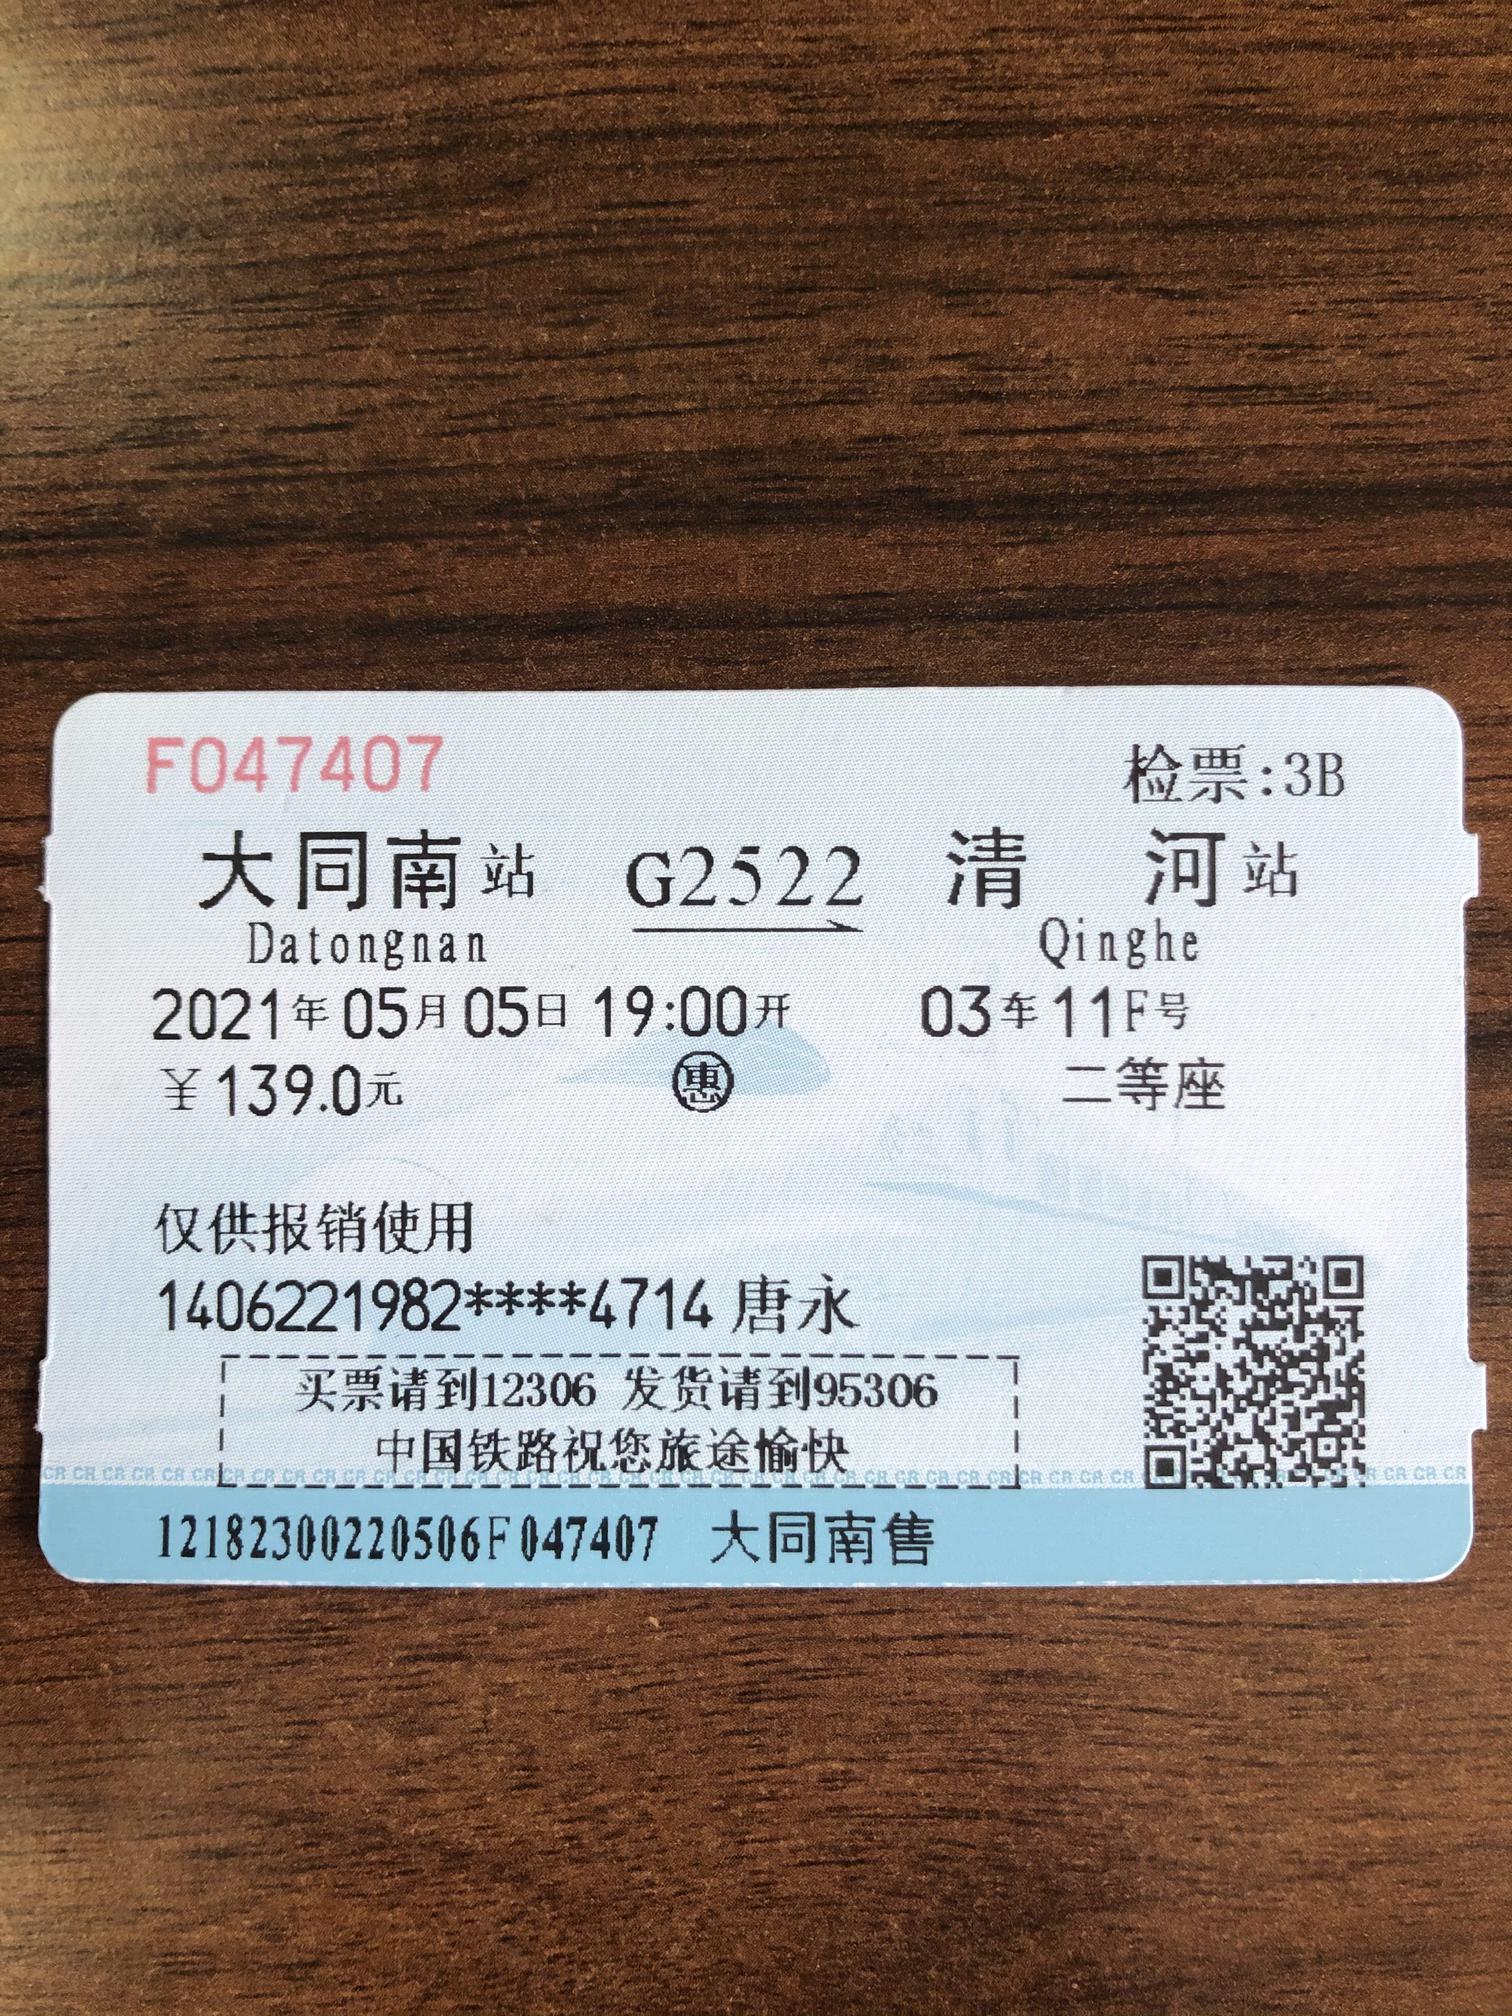 F047407 检票:3B
大同南站 G2522 清河站
Datongnan Qinghe
2021年05月05日 19:00开 03车11F号
￥139.0元 惠 二等座
仅供报销使用
1406221982****4714 唐永
买票请到12306 发货请到95306
中国铁路祝您旅途愉快
CR CR CR CR CR CR CR CR CR CR CR CR CR CR CR CR CR CR CR CR CR CR CR CR CR CR CR CR CR CR CR CR CR CR CR CR CR CR CR CR CR CR CR CR CR CR CR CR
12182300220506F047407 大同南售